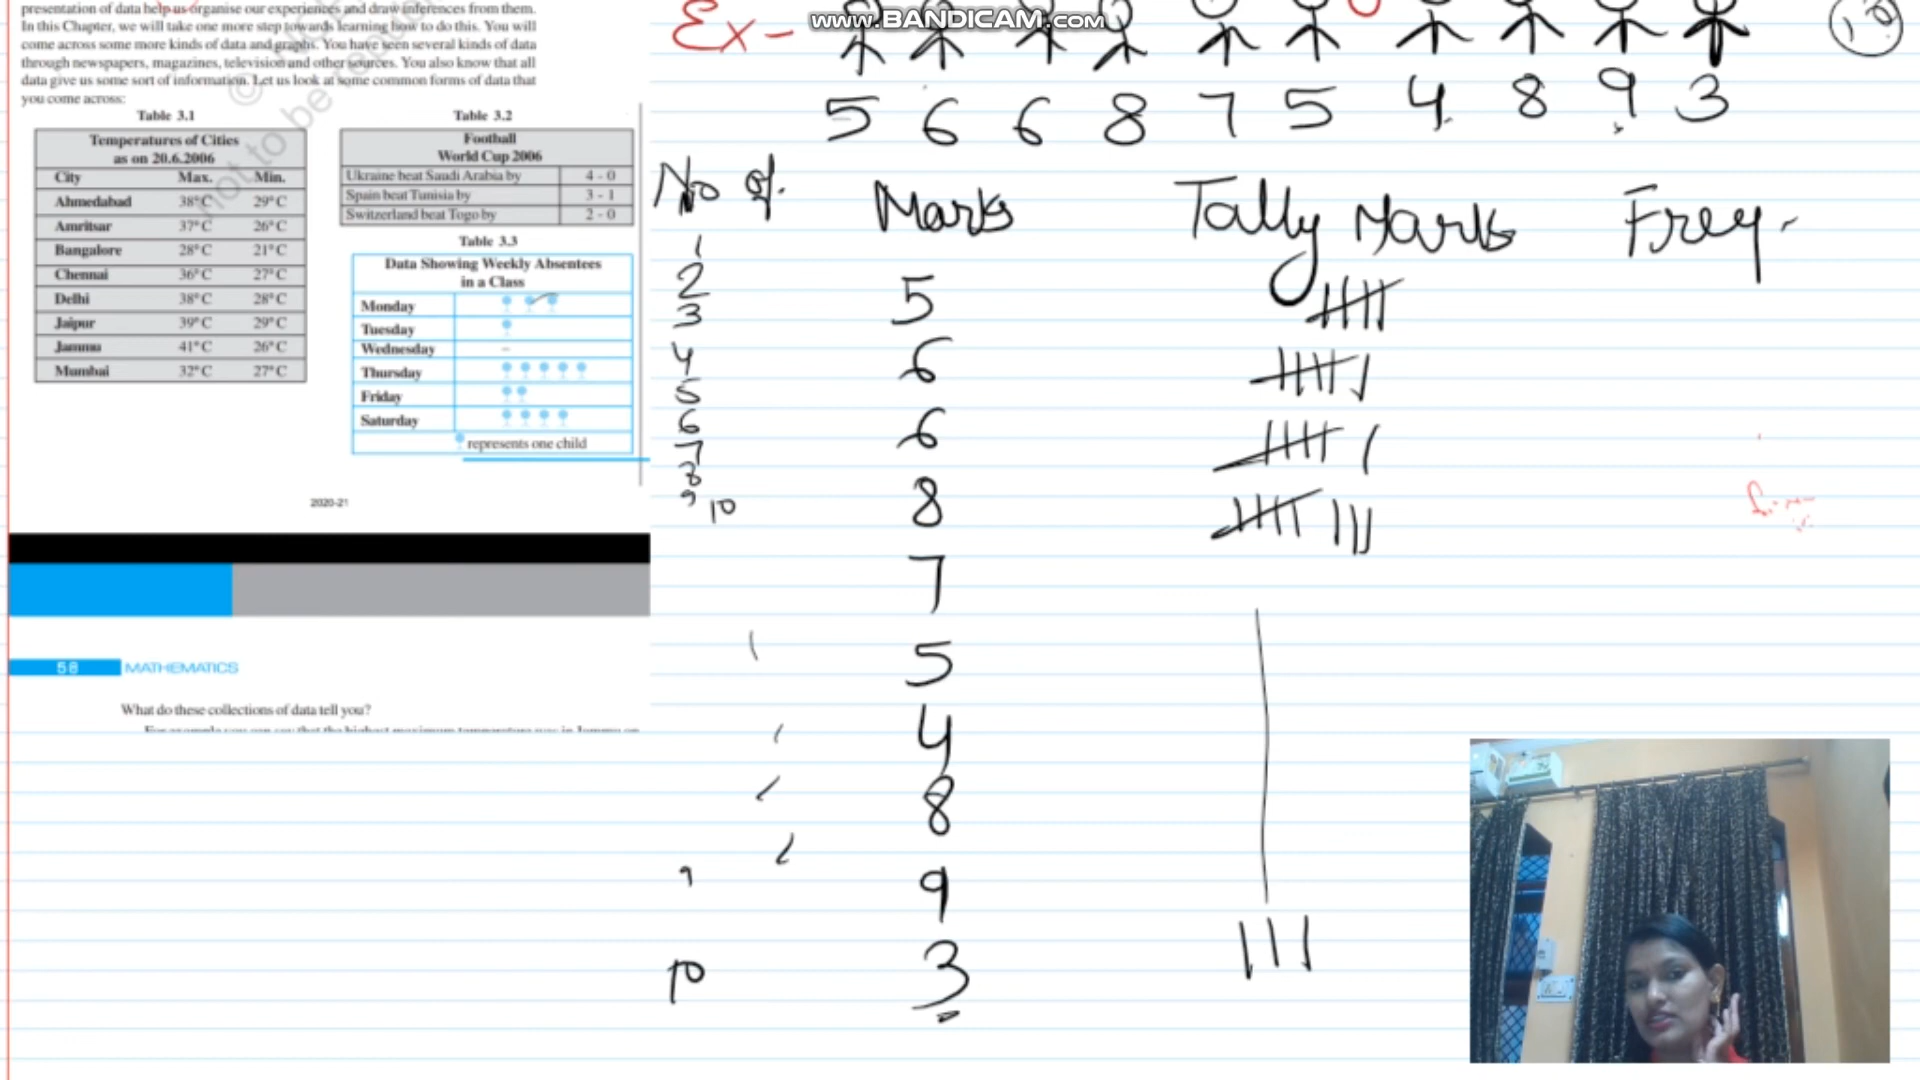 presentation of data help us organise our experiences and draw inferences from them.
In this Chapter, we will take one more step towards learning how to do this. You will
come across some more kinds of data and graphs. You have seen several kinds of data
through newspapers, magazines, television and other sources. You also know that all
data give us some sort of information. Let us look at some common forms of data that
you come across:
Table 3.1
Temperatures of Cities
as on 20.6.2006
City Max. Min.
Ahmedabad 38°C 29°C
Amritsar 37°C 26°C
Bangalore 28°C 21°C
Chennai 36°C 27°C
Delhi 38°C 28°C
Jaipur 39°C 29°C
Jammu 41°C 26°C
Mumbai 32°C 27°C
Table 3.2
Football
World Cup 2006
Ukraine beat Saudi Arabia by 4 - 0
Spain beat Tunisia by 3 - 1
Switzerland beat Togo by 2 - 0
Table 3.3
Data Showing Weekly Absentees
in a Class
Monday
Tuesday
Wednesday –
Thursday
Friday
Saturday
represents one child
2020-21
58 MATHEMATICS
What do these collections of data tell you?
www.BANDICAM.com
Ex-
10
5 6 6 8 7 5 4 8 9 3
No of. Marks Tally Marks Freq.
1
2
3
4
5
6
7
8
9 10
5
6
6
8
7
5
4
8
9 9
10 3